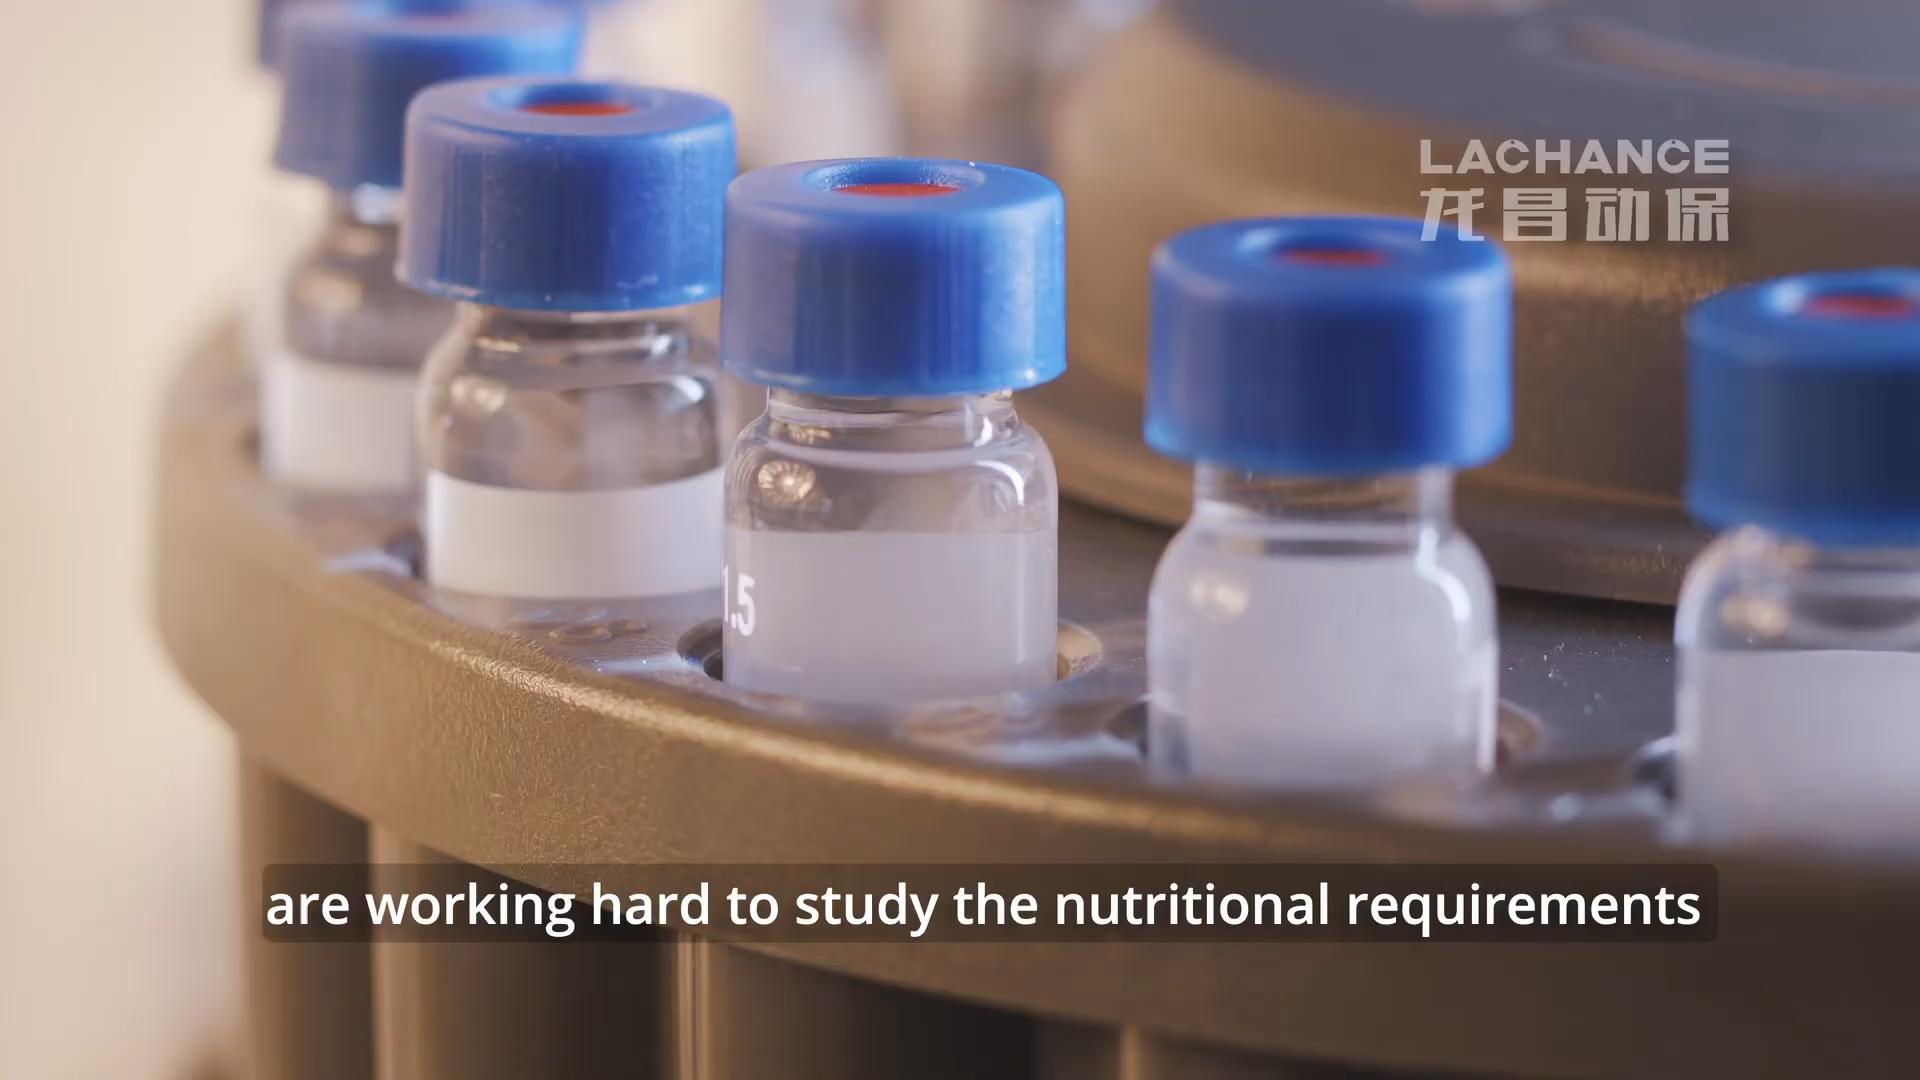 LACHANCE
龙昌动保
1.5
are working hard to study the nutritional requirements